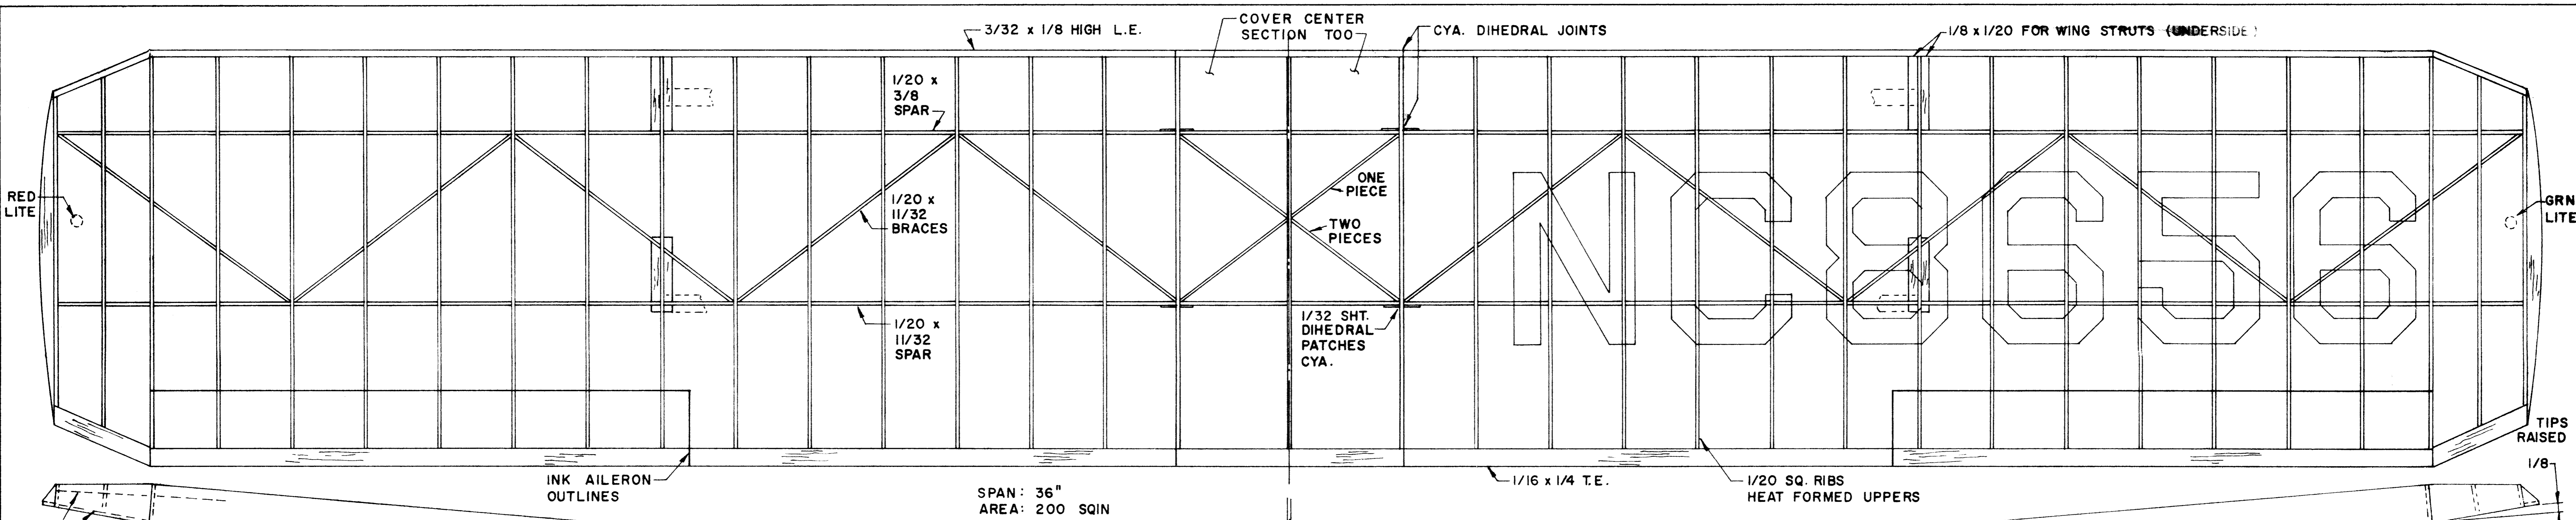 3/32 x 1/8 HIGH L.E.
COVER CENTER
SECTION TOO
CYA. DIHEDRAL JOINTS
1/8 x 1/20 FOR WING STRUTS (UNDERSIDE)
1/20 x
3/8
SPAR
RED
LITE
1/20 x
11/32
BRACES
ONE
PIECE
TWO
PIECES
NC8656
GRN
LITE
1/20 x
11/32
SPAR
1/32 SHT.
DIHEDRAL
PATCHES
CYA.
TIPS
RAISED
1/8
INK AILERON
OUTLINES
SPAN: 36"
AREA: 200 SQIN
1/16 x 1/4 T.E.
1/20 SQ. RIBS
HEAT FORMED UPPERS